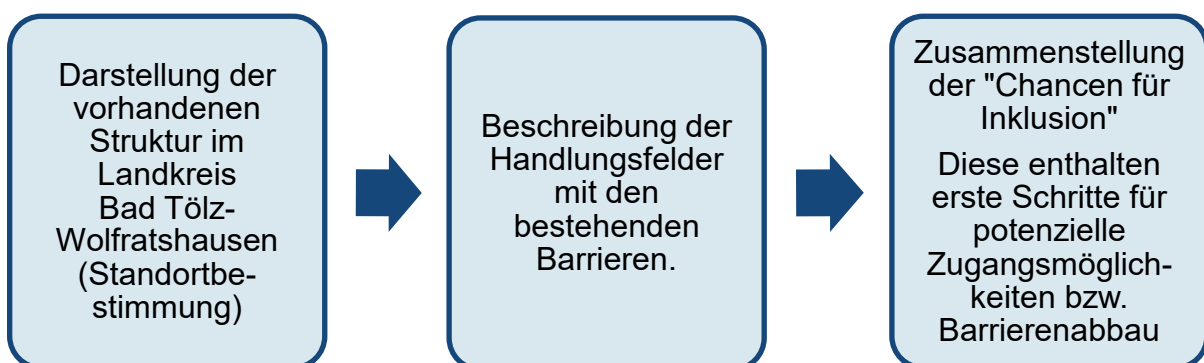 Darstellung der
vorhandenen
Struktur im
Landkreis
Bad Tölz-
Wolfratshausen
(Standortbe-
stimmung)
Beschreibung der
Handlungsfelder
mit den
bestehenden
Barrieren.
Zusammenstellung
der "Chancen für
Inklusion"
Diese enthalten
erste Schritte für
potenzielle
Zugangsmöglich-
keiten bzw.
Barrierenabbau